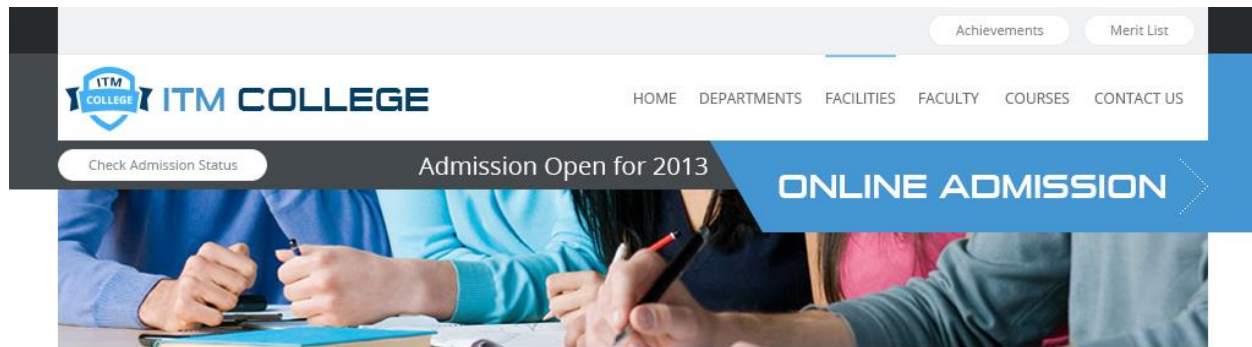 Achievements Merit List
ITM
COLLEGE
ITM COLLEGE
HOME DEPARTMENTS FACILITIES FACULTY COURSES CONTACT US
Check Admission Status Admission Open for 2013
ONLINE ADMISSION